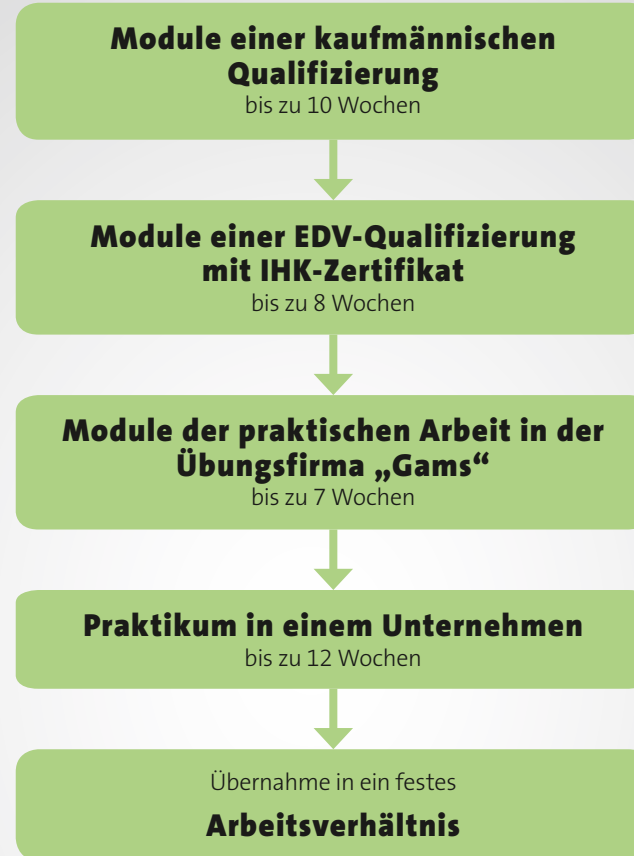 Module einer kaufmännischen
Qualifizierung
bis zu 10 Wochen
Module einer EDV-Qualifizierung
mit IHK-Zertifikat
bis zu 8 Wochen
Module der praktischen Arbeit in der
Übungsfirma „Gams“
bis zu 7 Wochen
Praktikum in einem Unternehmen
bis zu 12 Wochen
Übernahme in ein festes
Arbeitsverhältnis